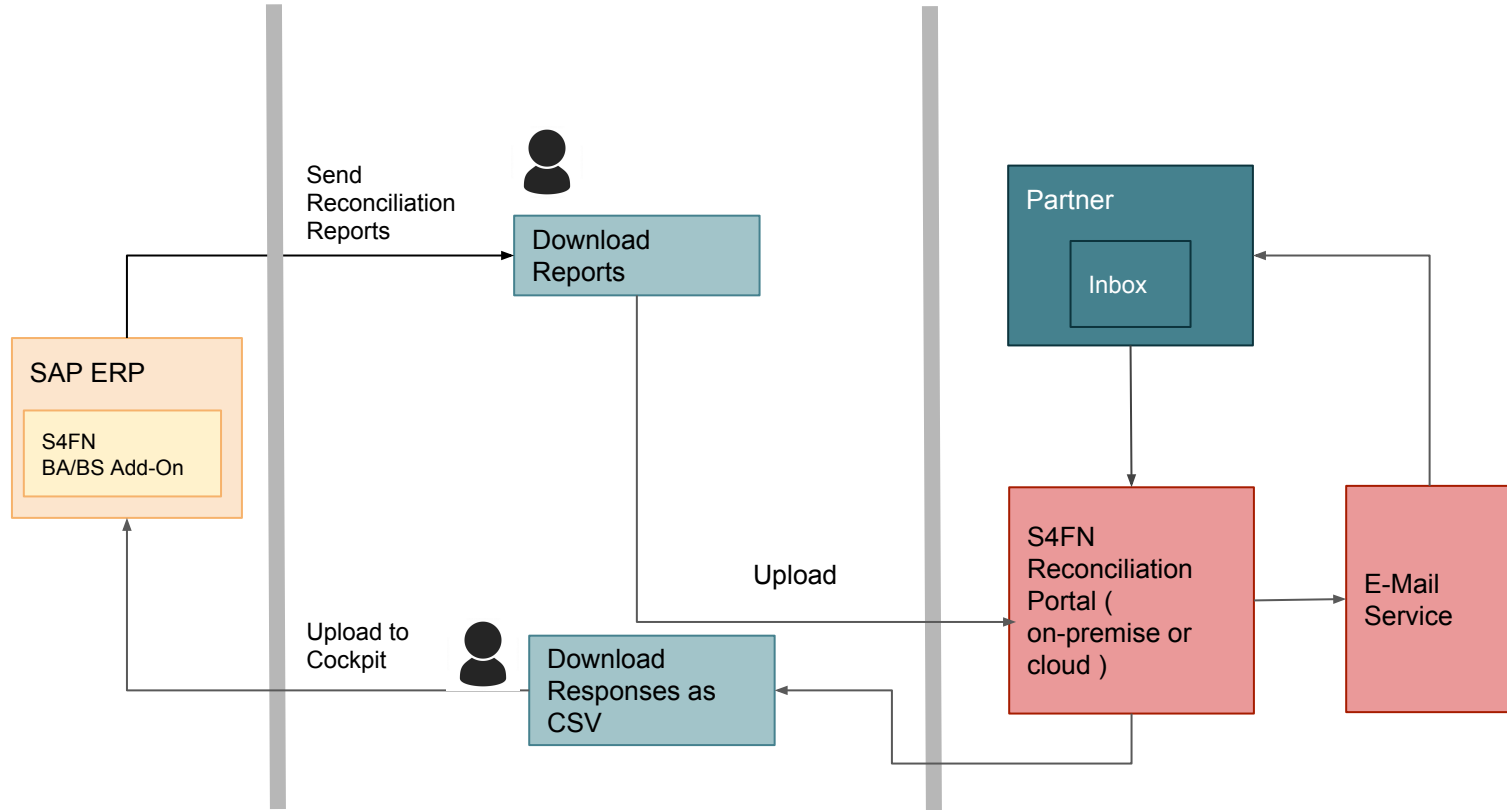 Send
Reconciliation
Reports
Download
Reports
Partner
Inbox
SAP ERP
S4FN
BA/BS Add-On
Upload
S4FN
Reconciliation
Portal (
on-premise or
cloud )
E-Mail
Service
Upload to
Cockpit
Download
Responses as
CSV